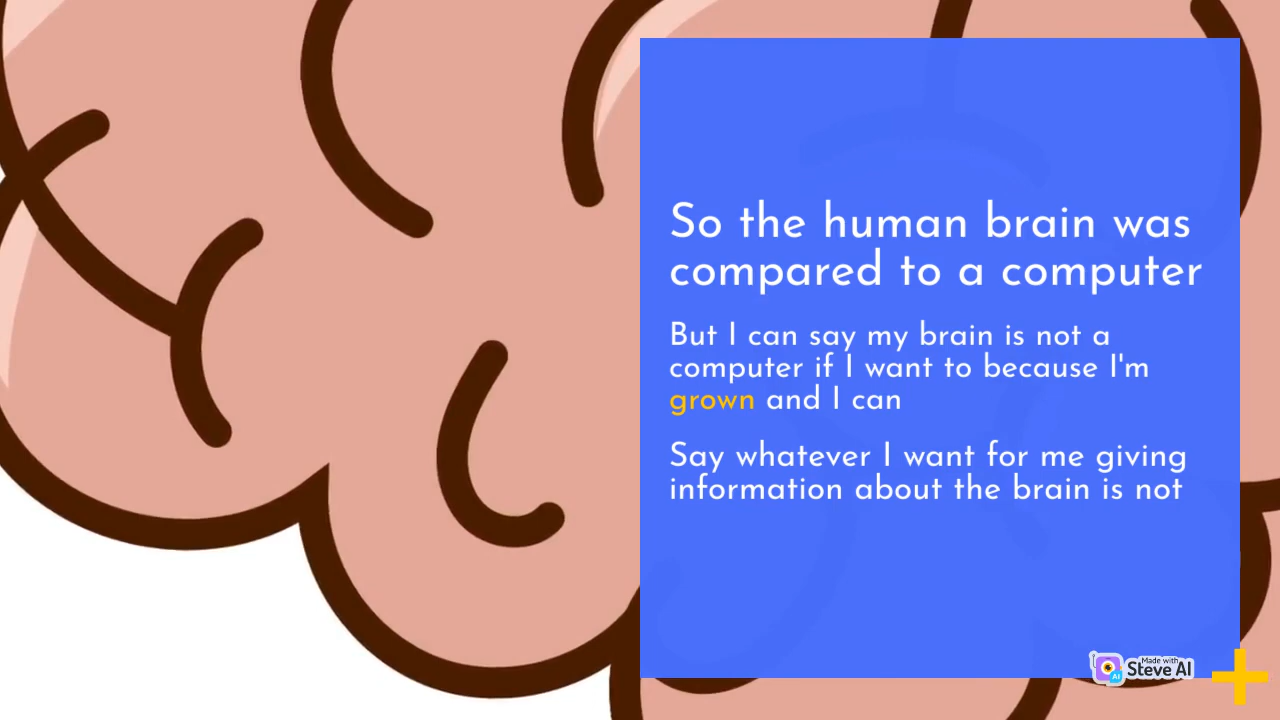 So the human brain was
compared to a computer
But I can say my brain is not a
computer if I want to because I'm
grown and I can
Say whatever I want for me giving
information about the brain is not
Made with
Steve AI
AI